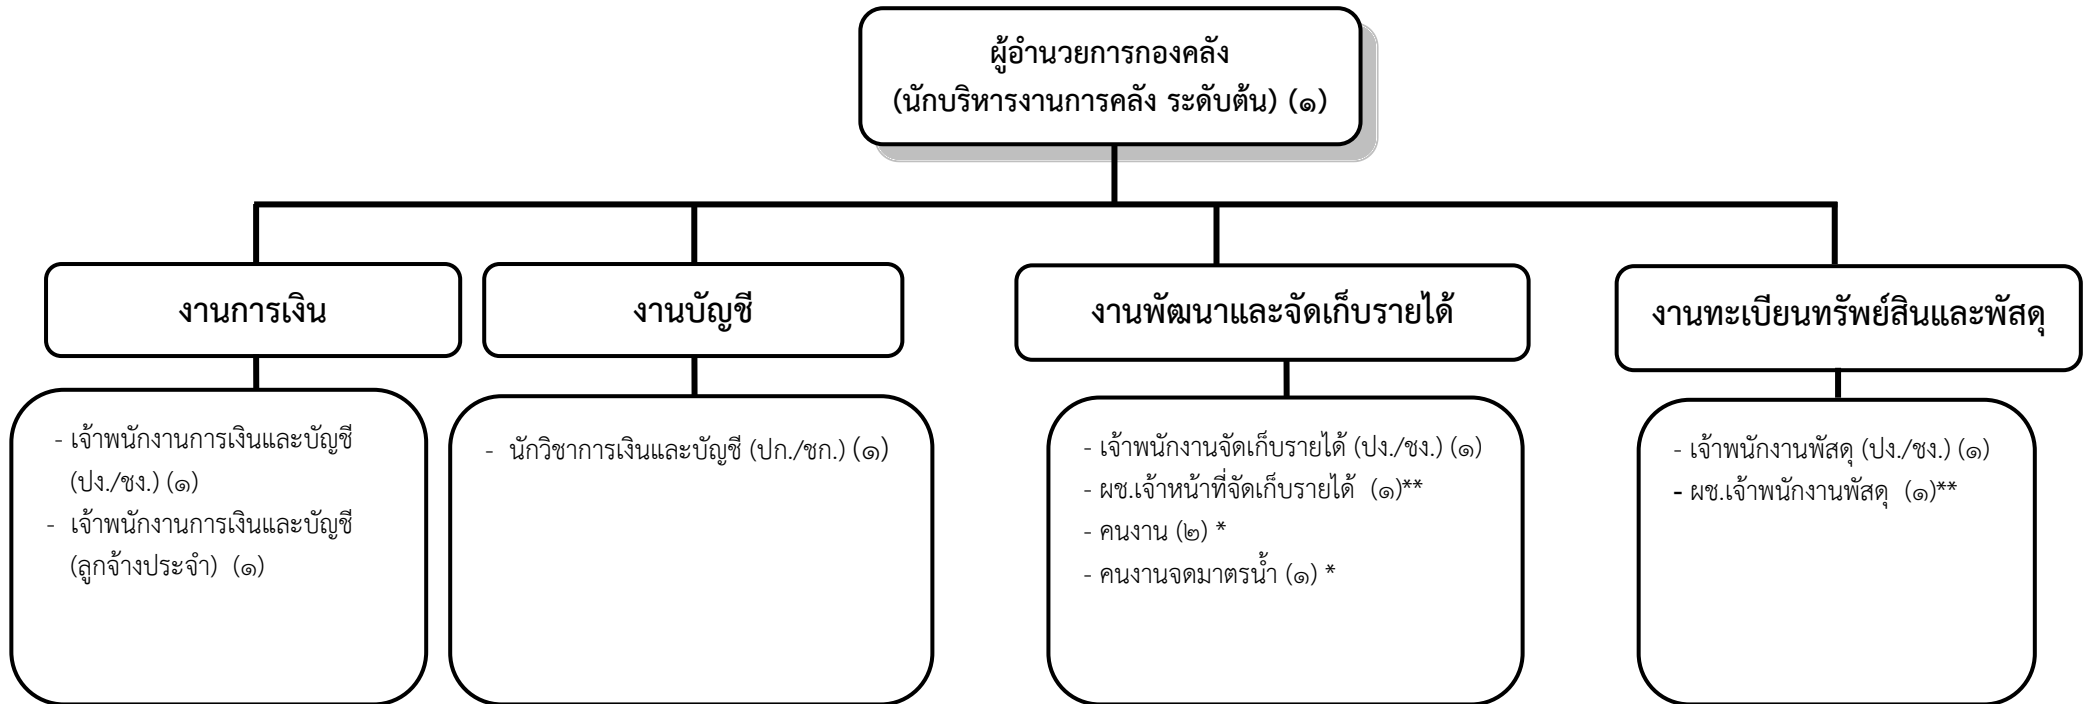 ผู้อำนวยการกองคลัง
(นักบริหารงานการคลัง ระดับต้น) (๑)
งานการเงิน
งานบัญชี
งานพัฒนาและจัดเก็บรายได้
งานทะเบียนทรัพย์สินและพัสดุ
- เจ้าพนักงานการเงินและบัญชี
(ปง./ชง.) (๑)
- เจ้าพนักงานการเงินและบัญชี
(ลูกจ้างประจำ) (๑)
- นักวิชาการเงินและบัญชี (ปก./ชก.) (๑)
- เจ้าพนักงานจัดเก็บรายได้ (ปง./ชง.) (๑)
- ผช.เจ้าหน้าที่จัดเก็บรายได้ (๑)**
- คนงาน (๒) *
- คนงานจดมาตรน้ำ (๑) *
- เจ้าพนักงานพัสดุ (ปง./ชง.) (๑)
- ผช.เจ้าพนักงานพัสดุ (๑)**